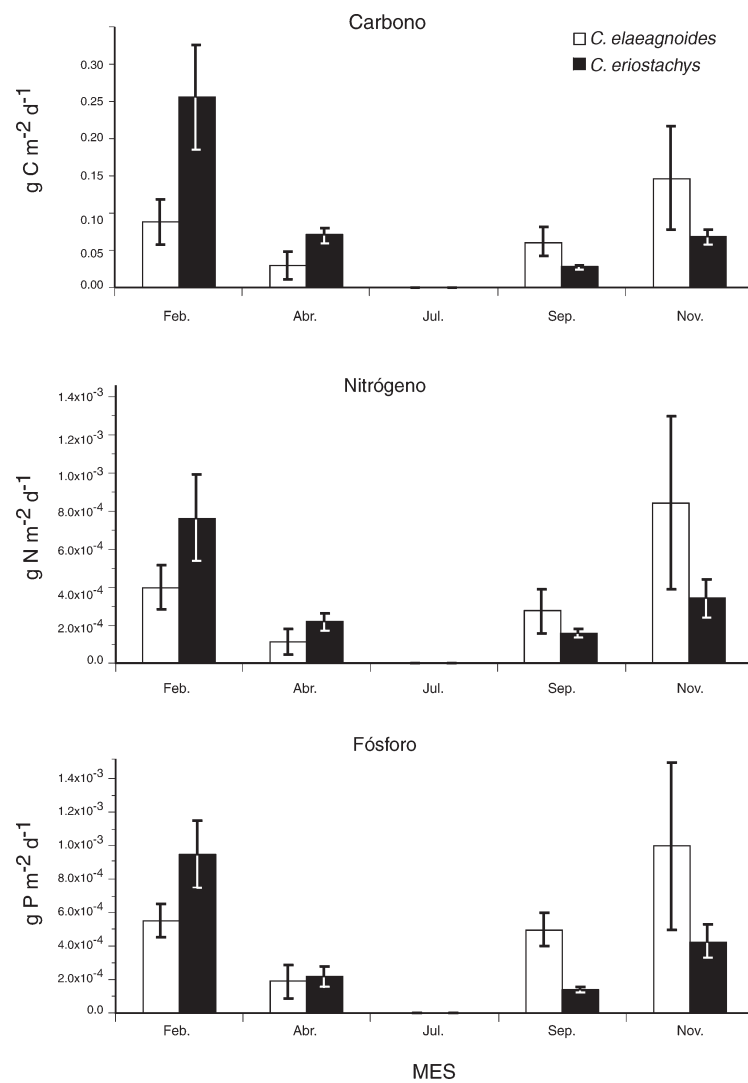 Carbono
C. elaeagnoides
C. eriostachys
g C m-2 d-1
0.30
0.25
0.20
0.15
0.10
0.05
0.00
Feb. Abr. Jul. Sep. Nov.
Nitrógeno
g N m-2 d-1
1.4x10-3
1.2x10-3
1.0x10-3
8.0x10-4
6.0x10-4
4.0x10-4
2.0x10-4
0.0
Feb. Abr. Jul. Sep. Nov.
Fósforo
g P m-2 d-1
1.4x10-3
1.2x10-3
1.0x10-3
8.0x10-4
6.0x10-4
4.0x10-4
2.0x10-4
0.0
Feb. Abr. Jul. Sep. Nov.
MES